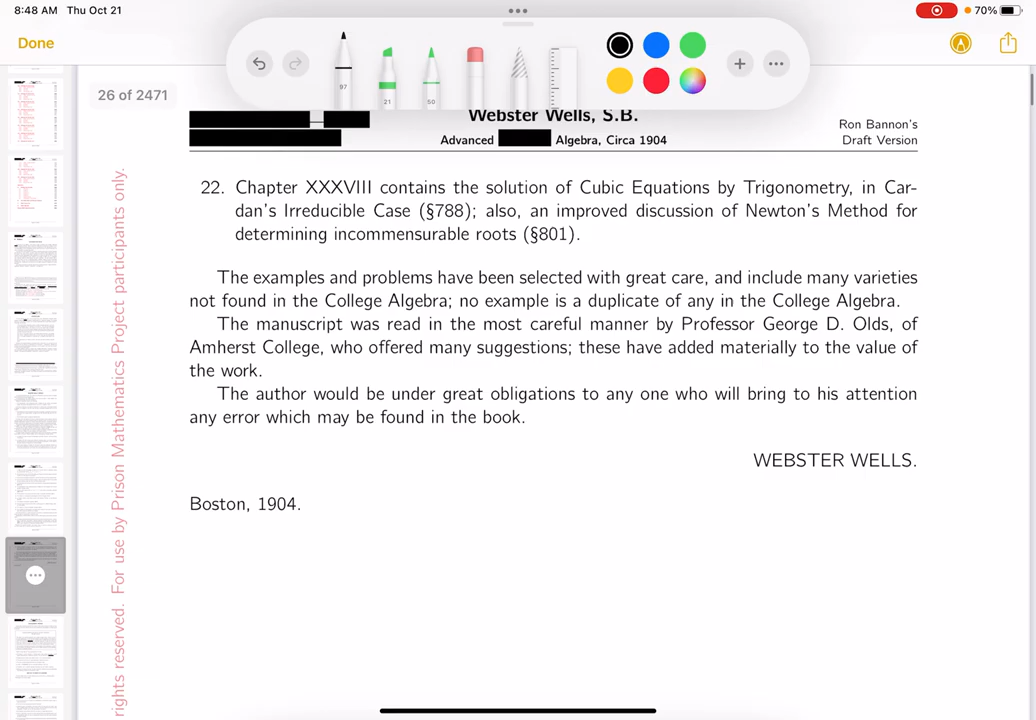 8:48 AM Thu Oct 21
70%
Done
97
21
50
26 of 2471
Webster Wells, S.B.
Advanced Algebra, Circa 1904
Ron Bannon's
Draft Version
22. Chapter XXXVIII contains the solution of Cubic Equations by Trigonometry, in Car-
dan's Irreducible Case (§788); also, an improved discussion of Newton's Method for
determining incommensurable roots (§801).
The examples and problems have been selected with great care, and include many varieties
not found in the College Algebra; no example is a duplicate of any in the College Algebra.
The manuscript was read in the most careful manner by Professor George D. Olds, of
Amherst College, who offered many suggestions; these have added materially to the value of
the work.
The author would be under great obligations to any one who will bring to his attention
any error which may be found in the book.
WEBSTER WELLS.
Boston, 1904.
rights reserved. For use by Prison Mathematics Project participants only.